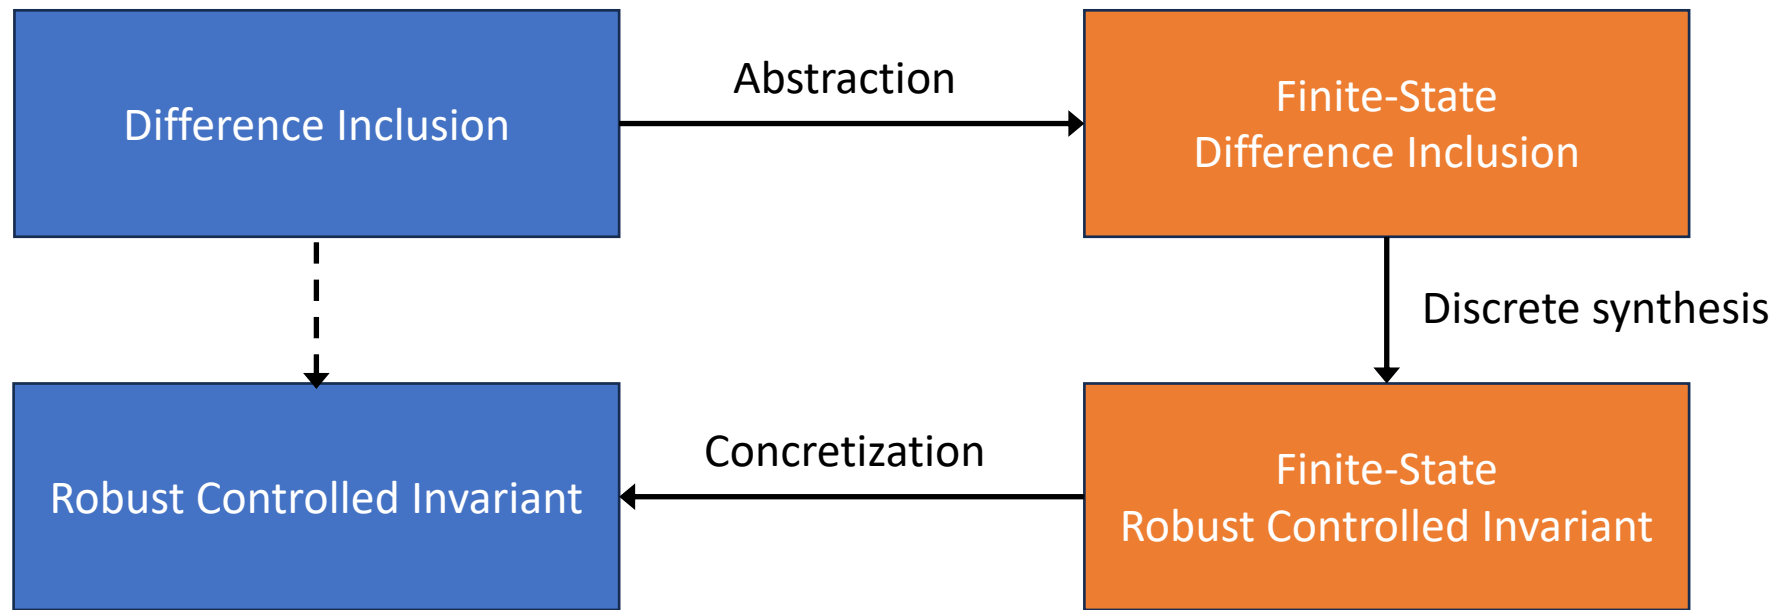 Difference Inclusion
Abstraction
Finite-State
Difference Inclusion
Discrete synthesis
Robust Controlled Invariant
Concretization
Finite-State
Robust Controlled Invariant